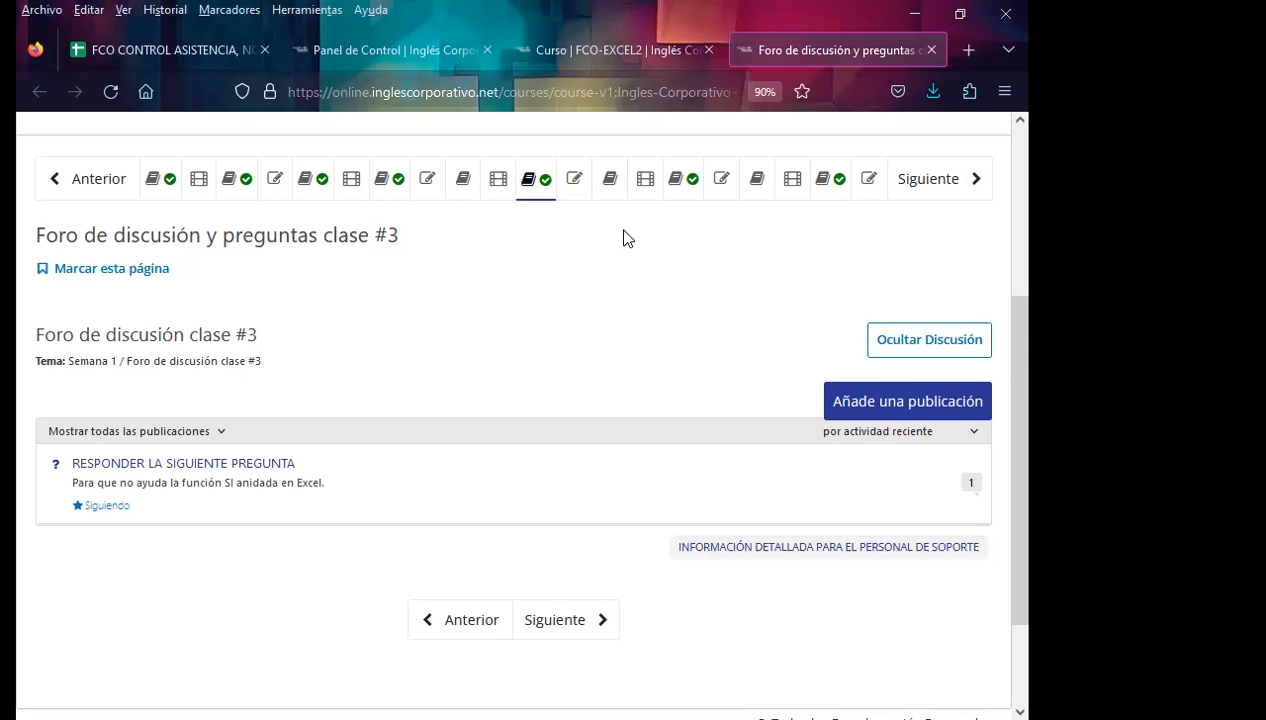 Archivo Editar Ver Historial Marcadores Herramientas Ayuda
FCO CONTROL ASISTENCIA, NO
Panel de Control | Inglés Corpo
Curso | FCO-EXCEL2 | Inglés Co
Foro de discusión y preguntas c
https://online.inglescorporativo.net/courses/course-v1:Ingles-Corporativo
90%
Anterior
Siguiente
Foro de discusión y preguntas clase #3
Marcar esta página
Foro de discusión clase #3
Ocultar Discusión
Tema: Semana 1 / Foro de discusión clase #3
Añade una publicación
Mostrar todas las publicaciones
por actividad reciente
? RESPONDER LA SIGUIENTE PREGUNTA
Para que no ayuda la función SI anidada en Excel.
1
Siguiendo
INFORMACIÓN DETALLADA PARA EL PERSONAL DE SOPORTE
Anterior
Siguiente